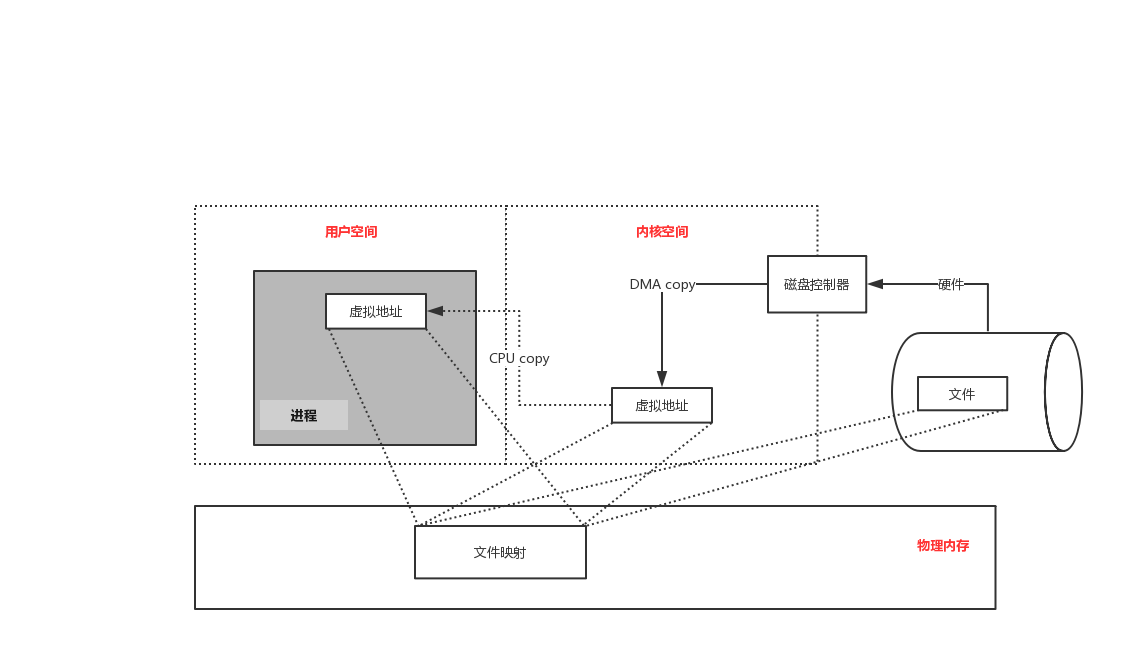 用户空间
内核空间
DMA copy
磁盘控制器
硬件
虚拟地址
CPU copy
虚拟地址
文件
进程
物理内存
文件映射